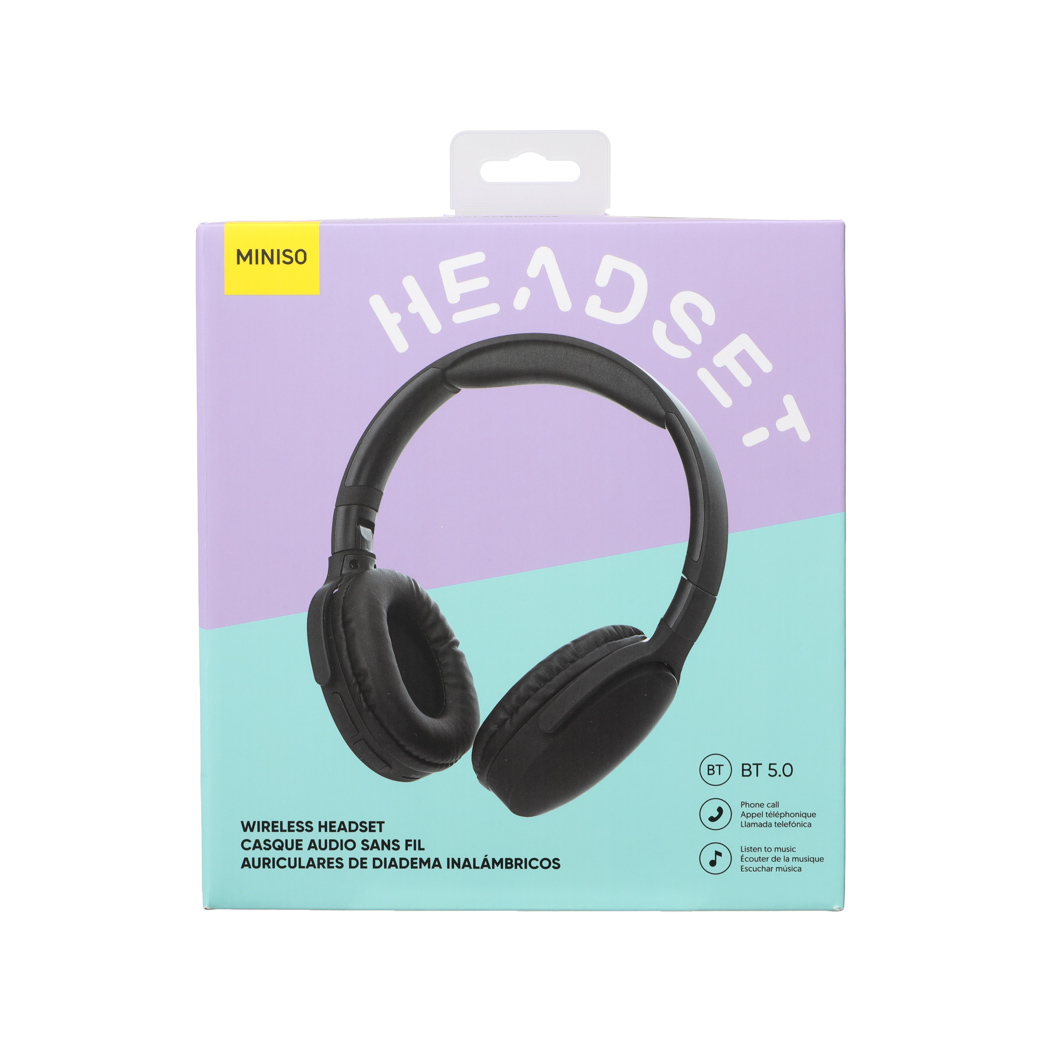 MINISO
HEADSET
BT BT 5.0
Phone call
Appel téléphonique
Llamada telefónica
Listen to music
Écouter de la musique
Escuchar música
WIRELESS HEADSET
CASQUE AUDIO SANS FIL
AURICULARES DE DIADEMA INALÁMBRICOS